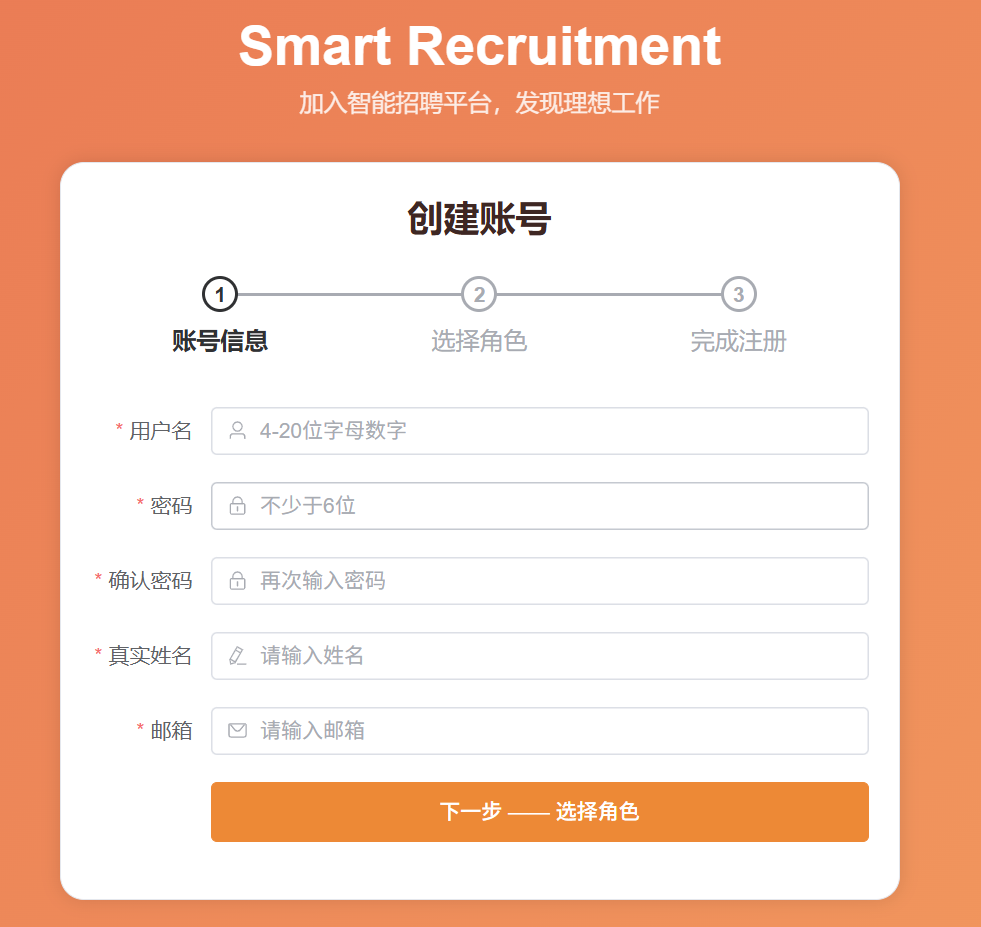 Smart Recruitment
加入智能招聘平台，发现理想工作
创建账号
1 2 3
账号信息 选择角色 完成注册
* 用户名 4-20位字母数字
* 密码 不少于6位
* 确认密码 再次输入密码
* 真实姓名 请输入姓名
* 邮箱 请输入邮箱
下一步 —— 选择角色